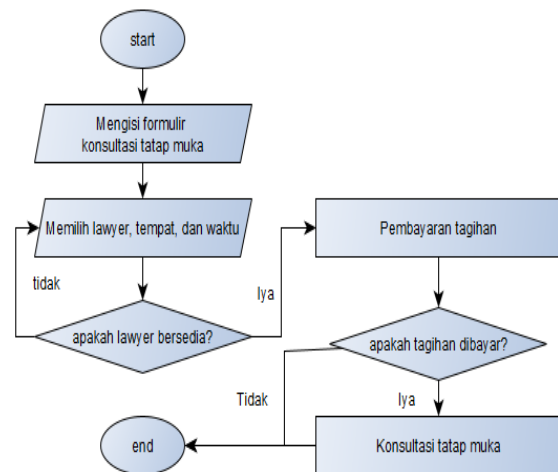 start
Mengisi formulir
konsultasi tatap muka
Memilih lawyer, tempat, dan waktu
tidak
apakah lawyer bersedia?
Iya
Pembayaran tagihan
apakah tagihan dibayar?
Tidak
Iya
Konsultasi tatap muka
end